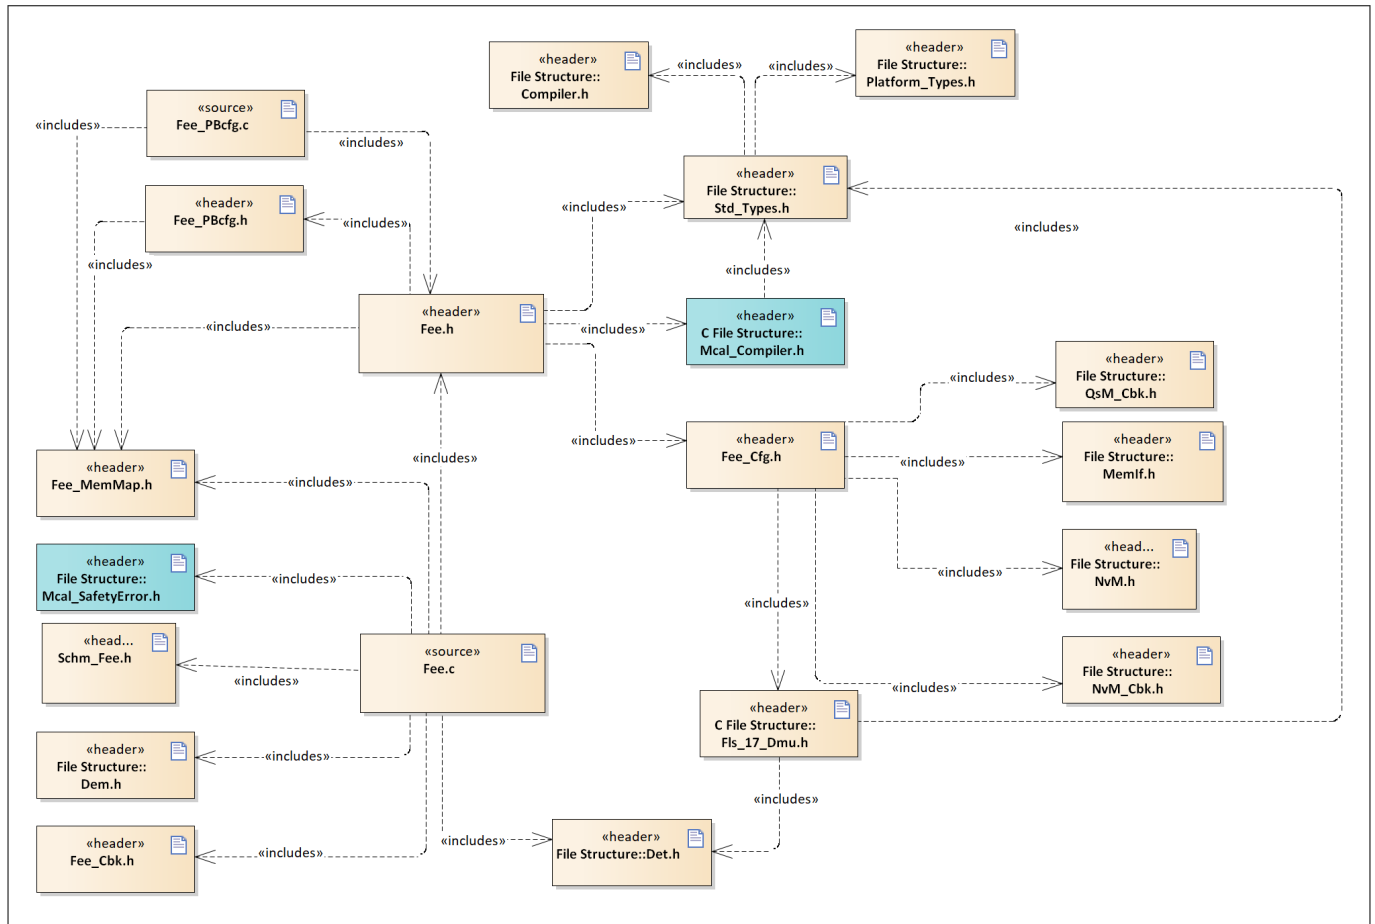 «header»
File Structure::
Compiler.h
«includes»
«includes»
«header»
File Structure::
Platform_Types.h
«source»
Fee_PBcfg.c
«includes»
«includes»
«header»
Fee_PBcfg.h
«includes»
«includes»
«header»
File Structure::
Std_Types.h
«includes»
«includes»
«includes»
«header»
Fee.h
«includes»
«includes»
«header»
C File Structure::
Mcal_Compiler.h
«header»
File Structure::
QsM_Cbk.h
«includes»
«includes»
«header»
Fee_Cfg.h
«includes»
«header»
File Structure::
MemIf.h
«includes»
«header»
Fee_MemMap.h
«includes»
«head...
File Structure::
NvM.h
«includes»
«header»
File Structure::
Mcal_SafetyError.h
«includes»
«includes»
«head...
Schm_Fee.h
«includes»
«source»
Fee.c
«header»
File Structure::
NvM_Cbk.h
«includes»
«header»
C File Structure::
Fls_17_Dmu.h
«header»
File Structure::
Dem.h
«includes»
«includes»
«header»
Fee_Cbk.h
«includes»
«includes»
«header»
File Structure::Det.h